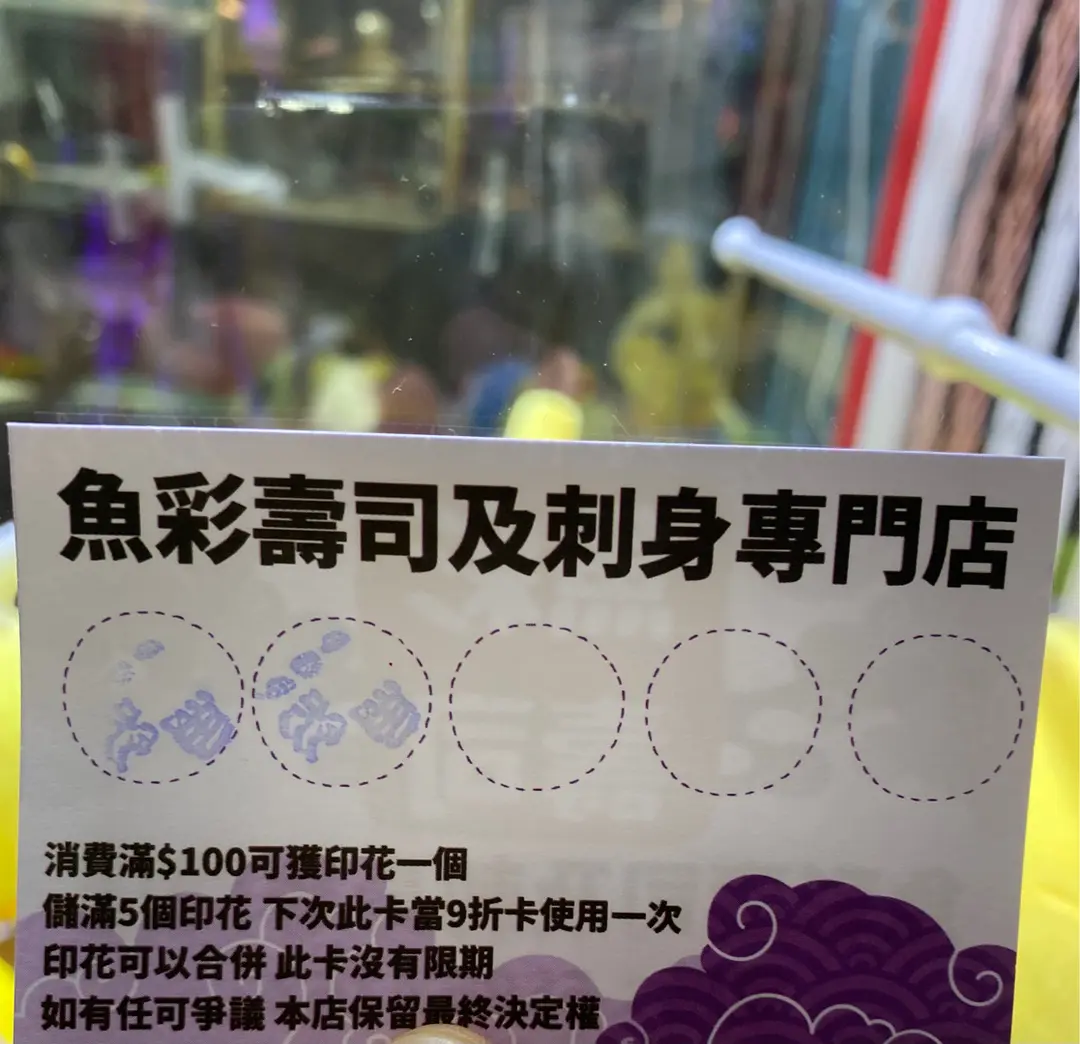 魚彩壽司及刺身專門店
消費滿$100可獲印花一個
儲滿5個印花 下次此卡當9折卡使用一次
印花可以合併 此卡沒有限期
如有任可爭議 本店保留最終決定權